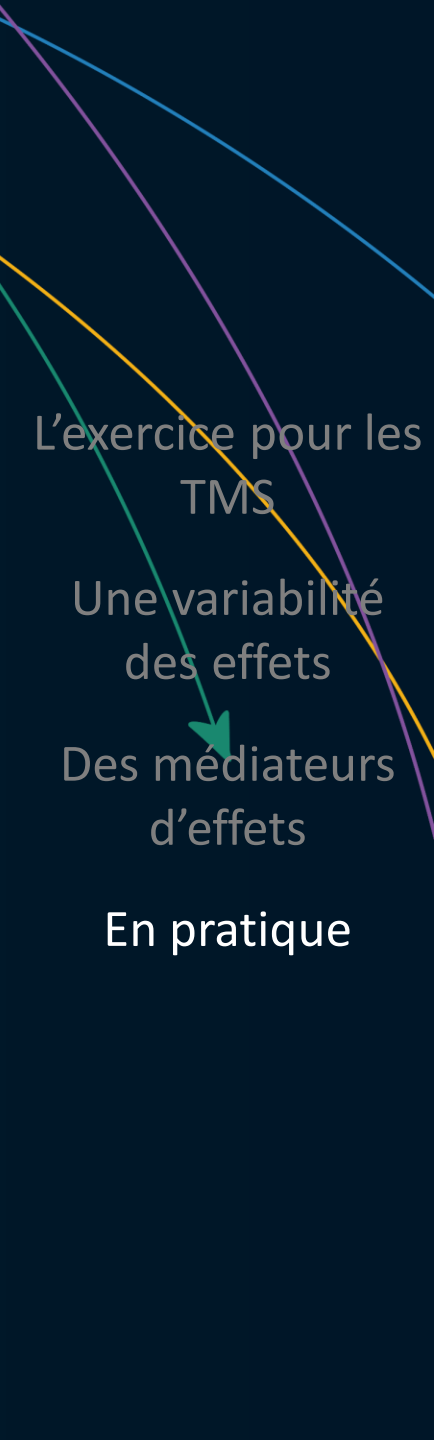 L’exercice pour les
TMS
Une variabilité
des effets
Des médiateurs
d’effets
En pratique